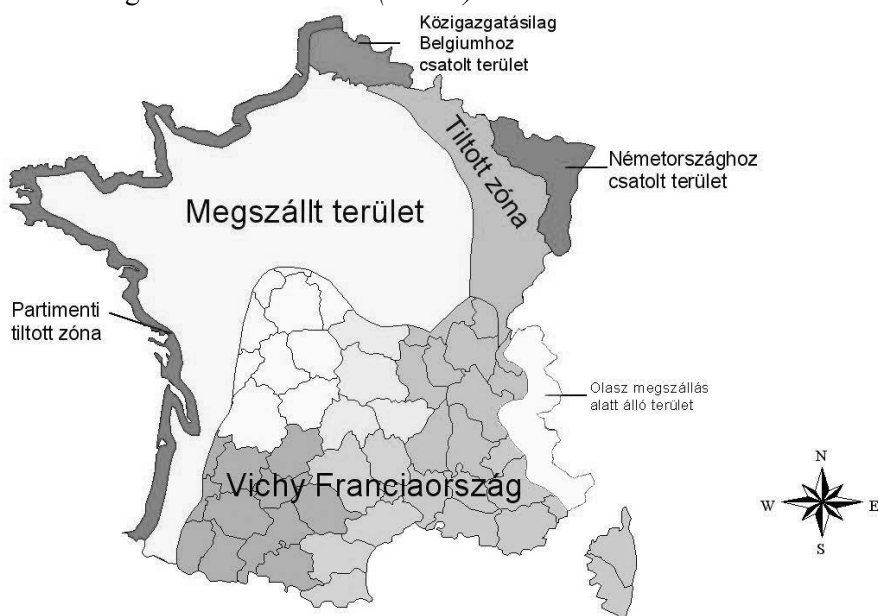 Közigazgatásilag
Belgiumhoz
csatolt terület
Tiltott zóna
Németországhoz
csatolt terület
Megszállt terület
Partimenti
tiltott zóna
Olasz megszállás
alatt álló terület
Vichy Franciaország
N
W
E
S